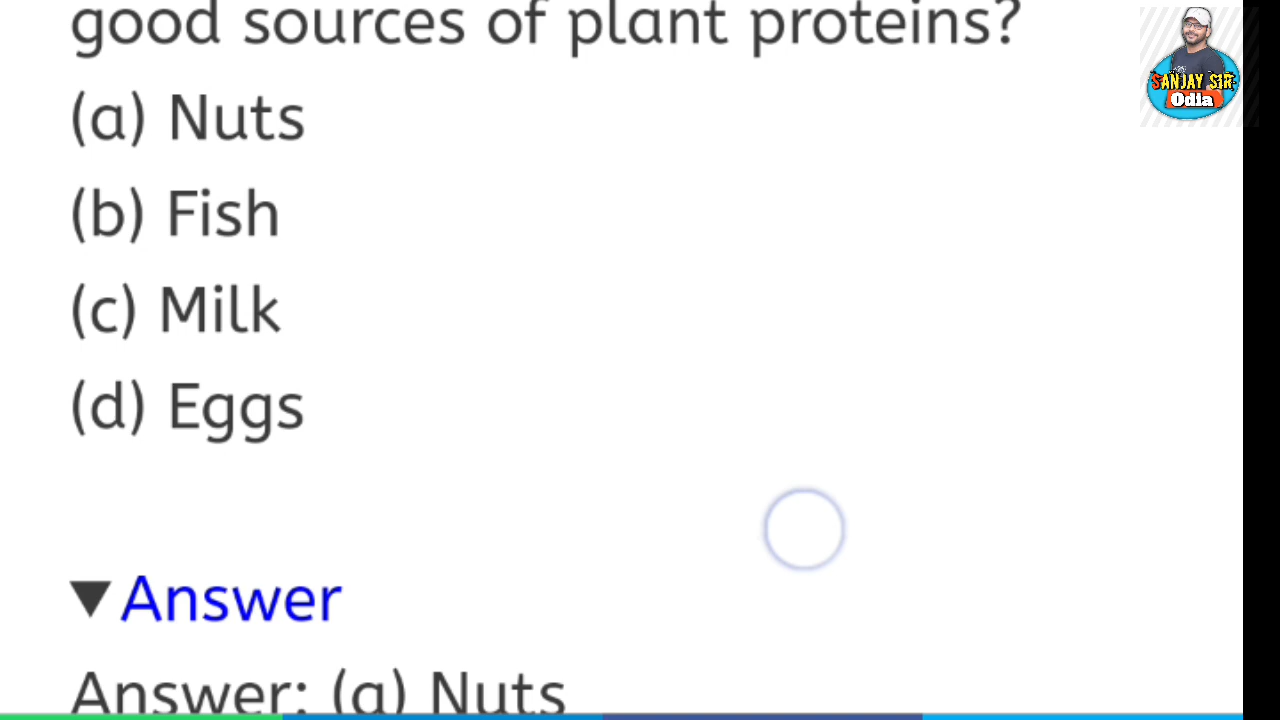 good sources of plant proteins?
(a) Nuts
(b) Fish
(c) Milk
(d) Eggs
▼Answer
Answer: (a) Nuts
SANJAY SIR
Odia